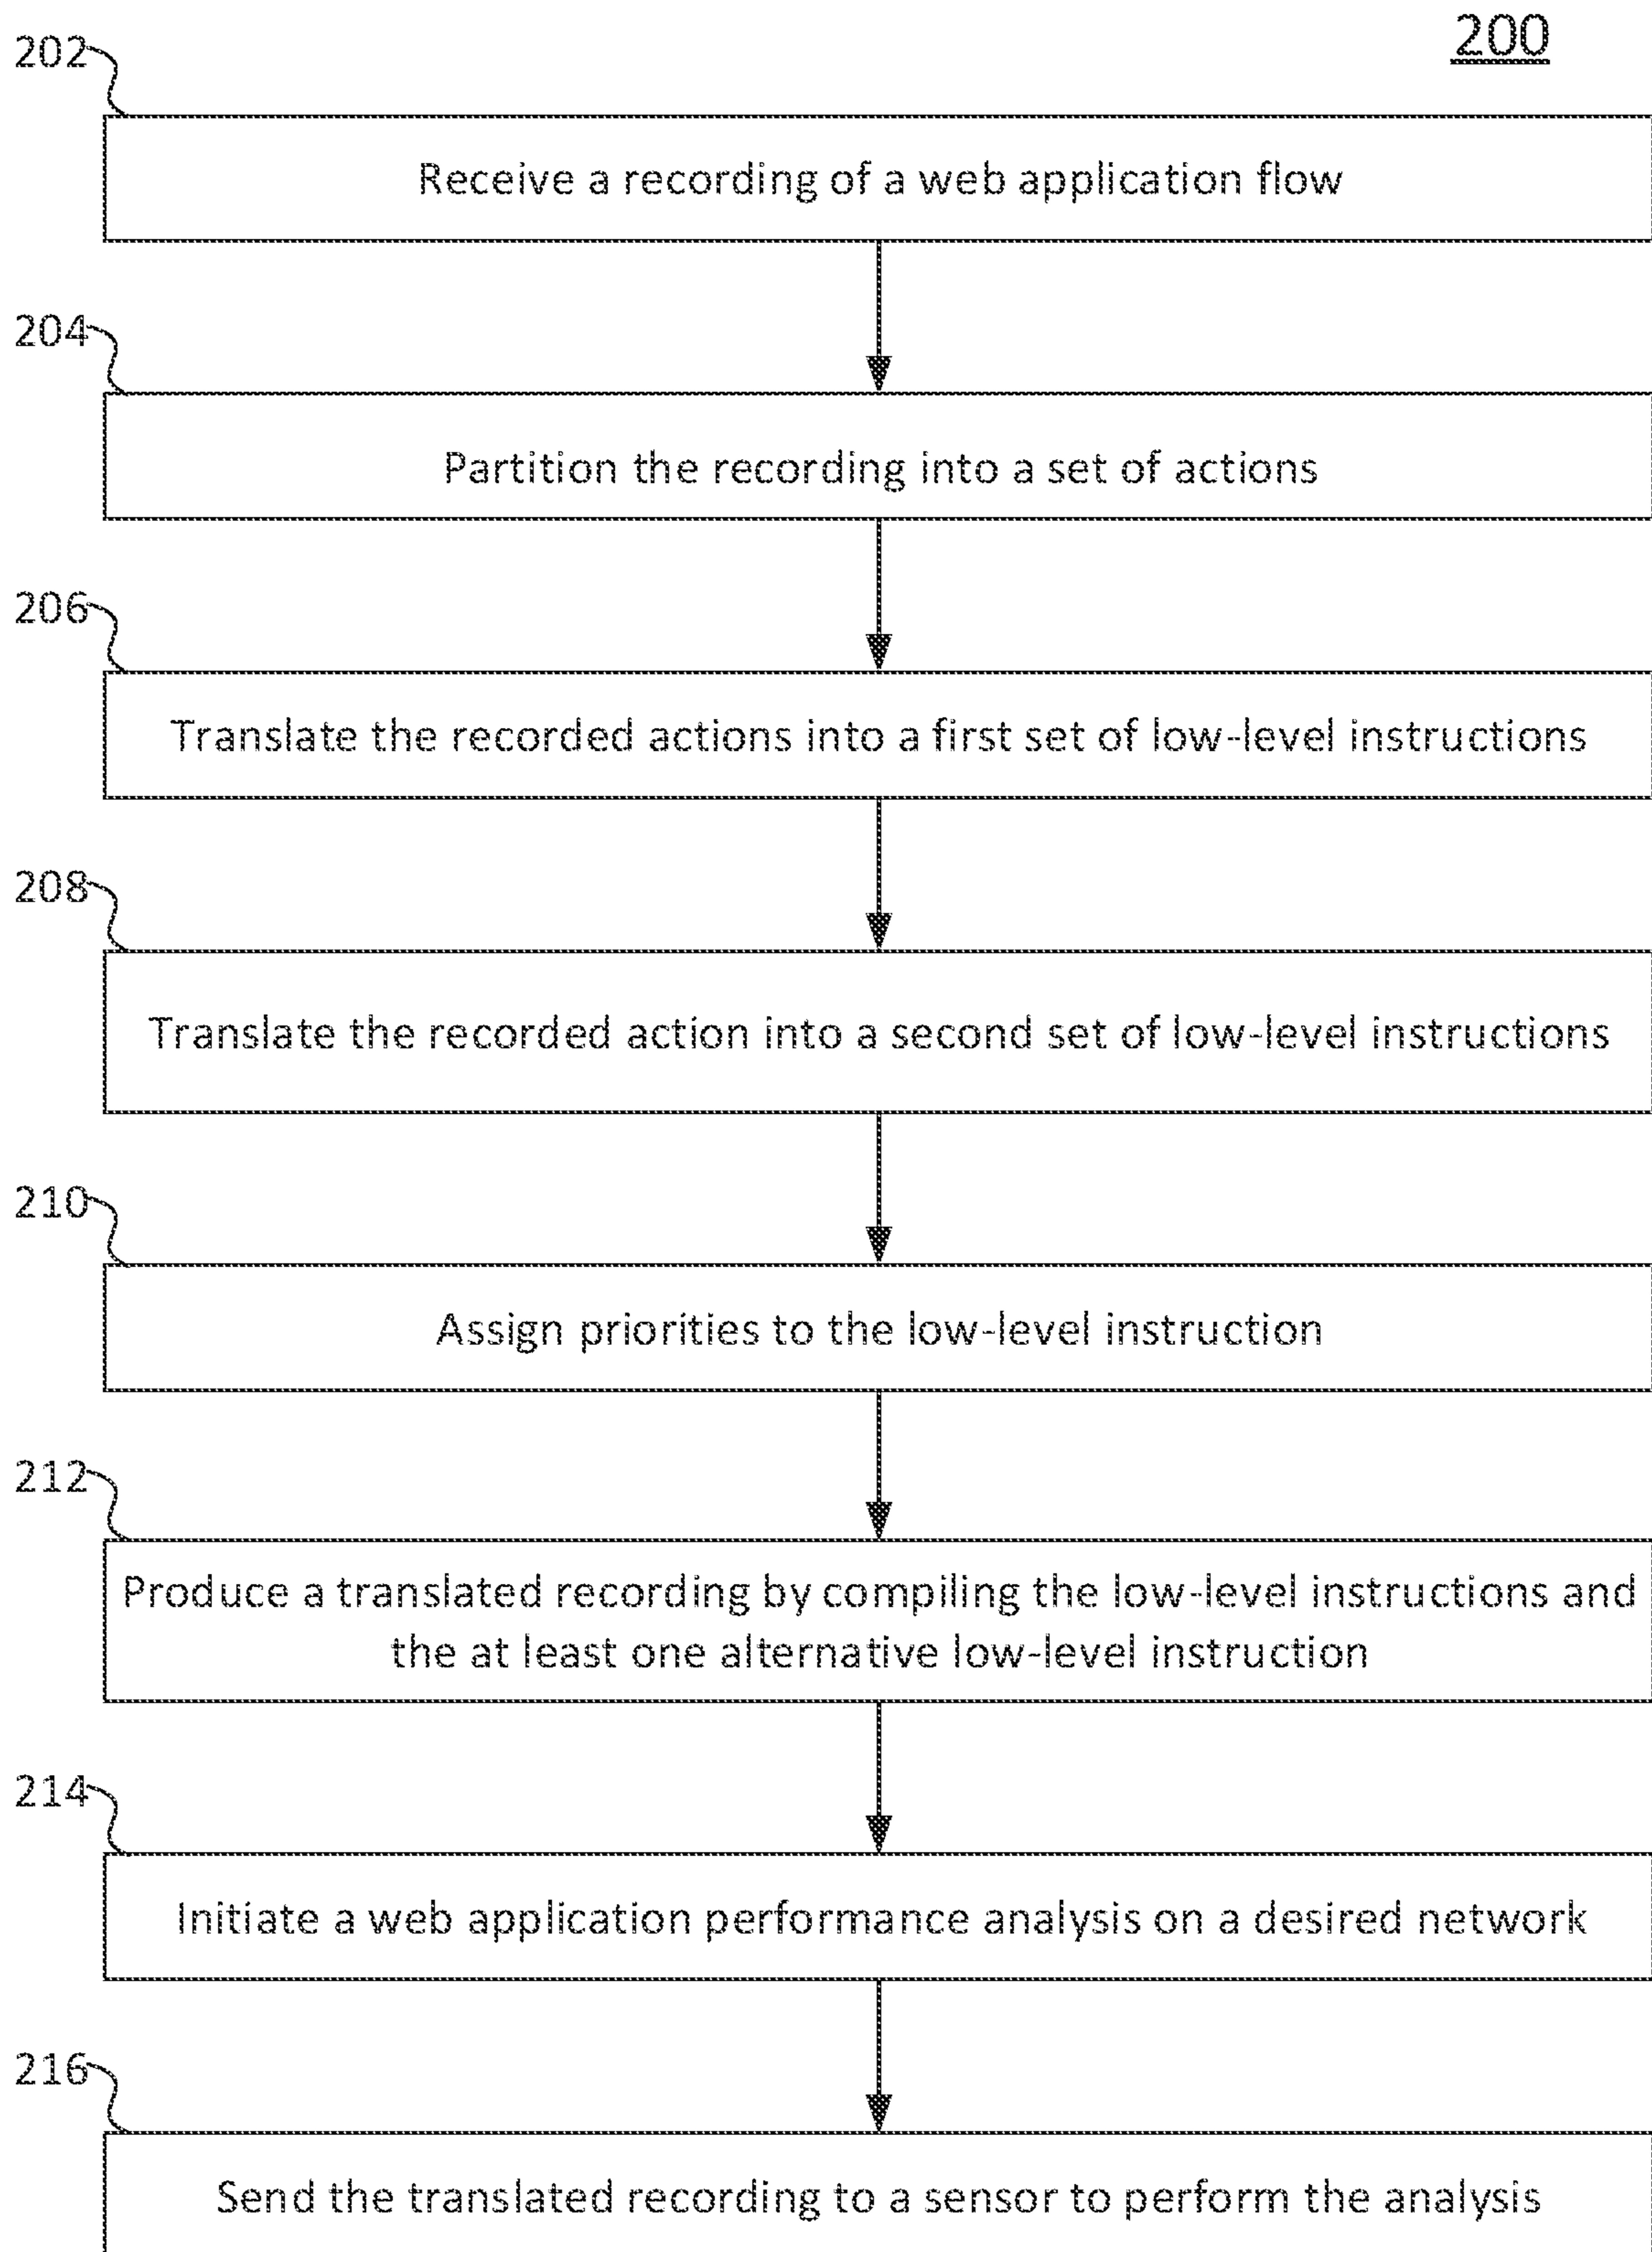 200
202
Receive a recording of a web application flow
204
Partition the recording into a set of actions
206
Translate the recorded actions into a first set of low-level instructions
208
Translate the recorded action into a second set of low-level instructions
210
Assign priorities to the low-level instruction
212
Produce a translated recording by compiling the low-level instructions and
the at least one alternative low-level instruction
214
Initiate a web application performance analysis on a desired network
216
Send the translated recording to a sensor to perform the analysis